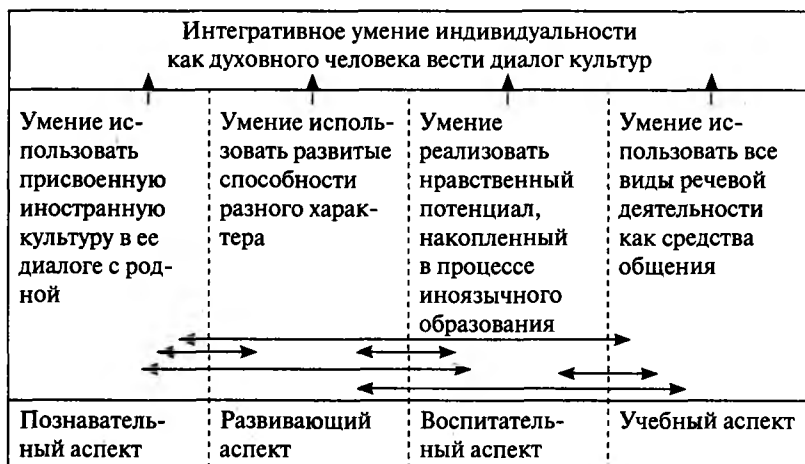 Интегративное умение индивидуальности
как духовного человека вести диалог культур
Умение ис-
пользовать
присвоенную
иностранную
культуру в ее
диалоге с род-
ной
Умение исполь-
зовать развитые
способности
разного харак-
тера
Умение
реализовать
нравственный
потенциал,
накопленный
в процессе
иноязычного
образования
Умение ис-
пользовать все
виды речевой
деятельности
как средства
общения
Познаватель-
ный аспект
Развивающий
аспект
Воспитатель-
ный аспект
Учебный аспект